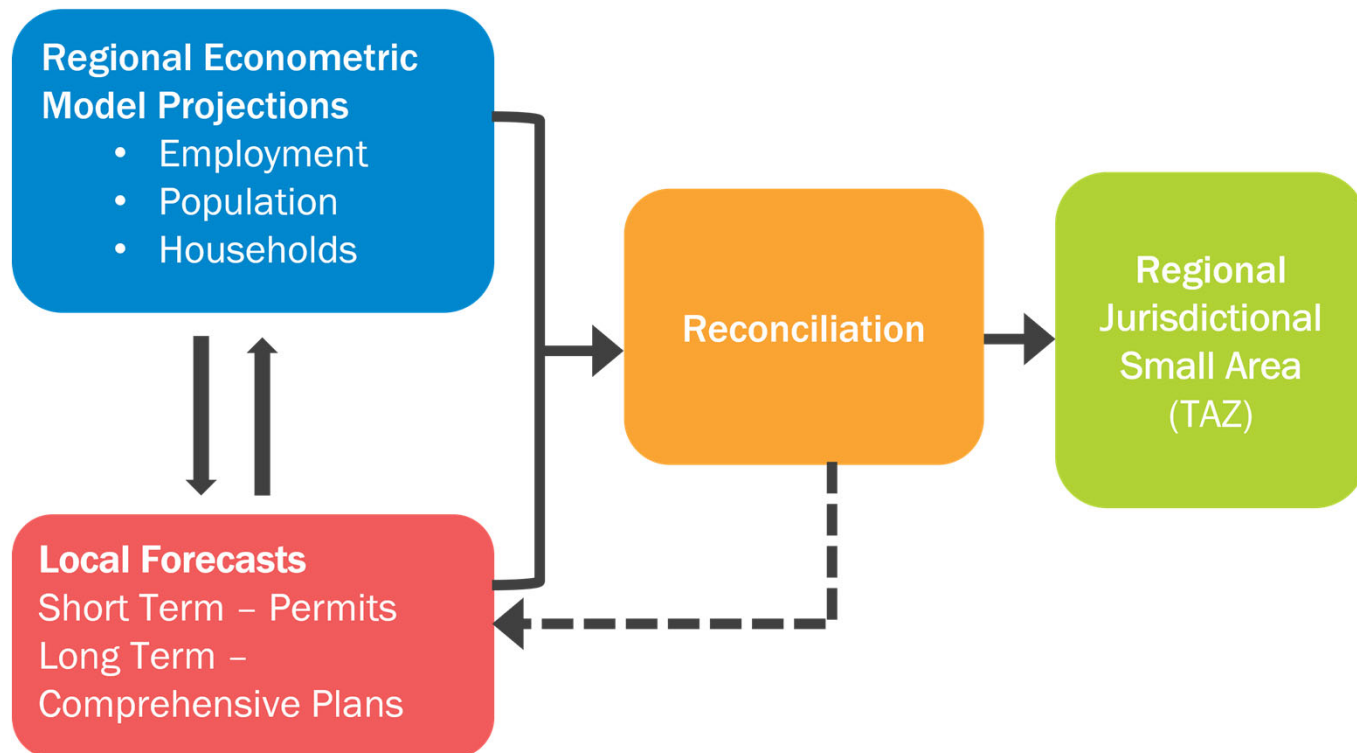 Regional Econometric
Model Projections
• Employment
• Population
• Households
Local Forecasts
Short Term – Permits
Long Term –
Comprehensive Plans
Reconciliation
Regional
Jurisdictional
Small Area
(TAZ)